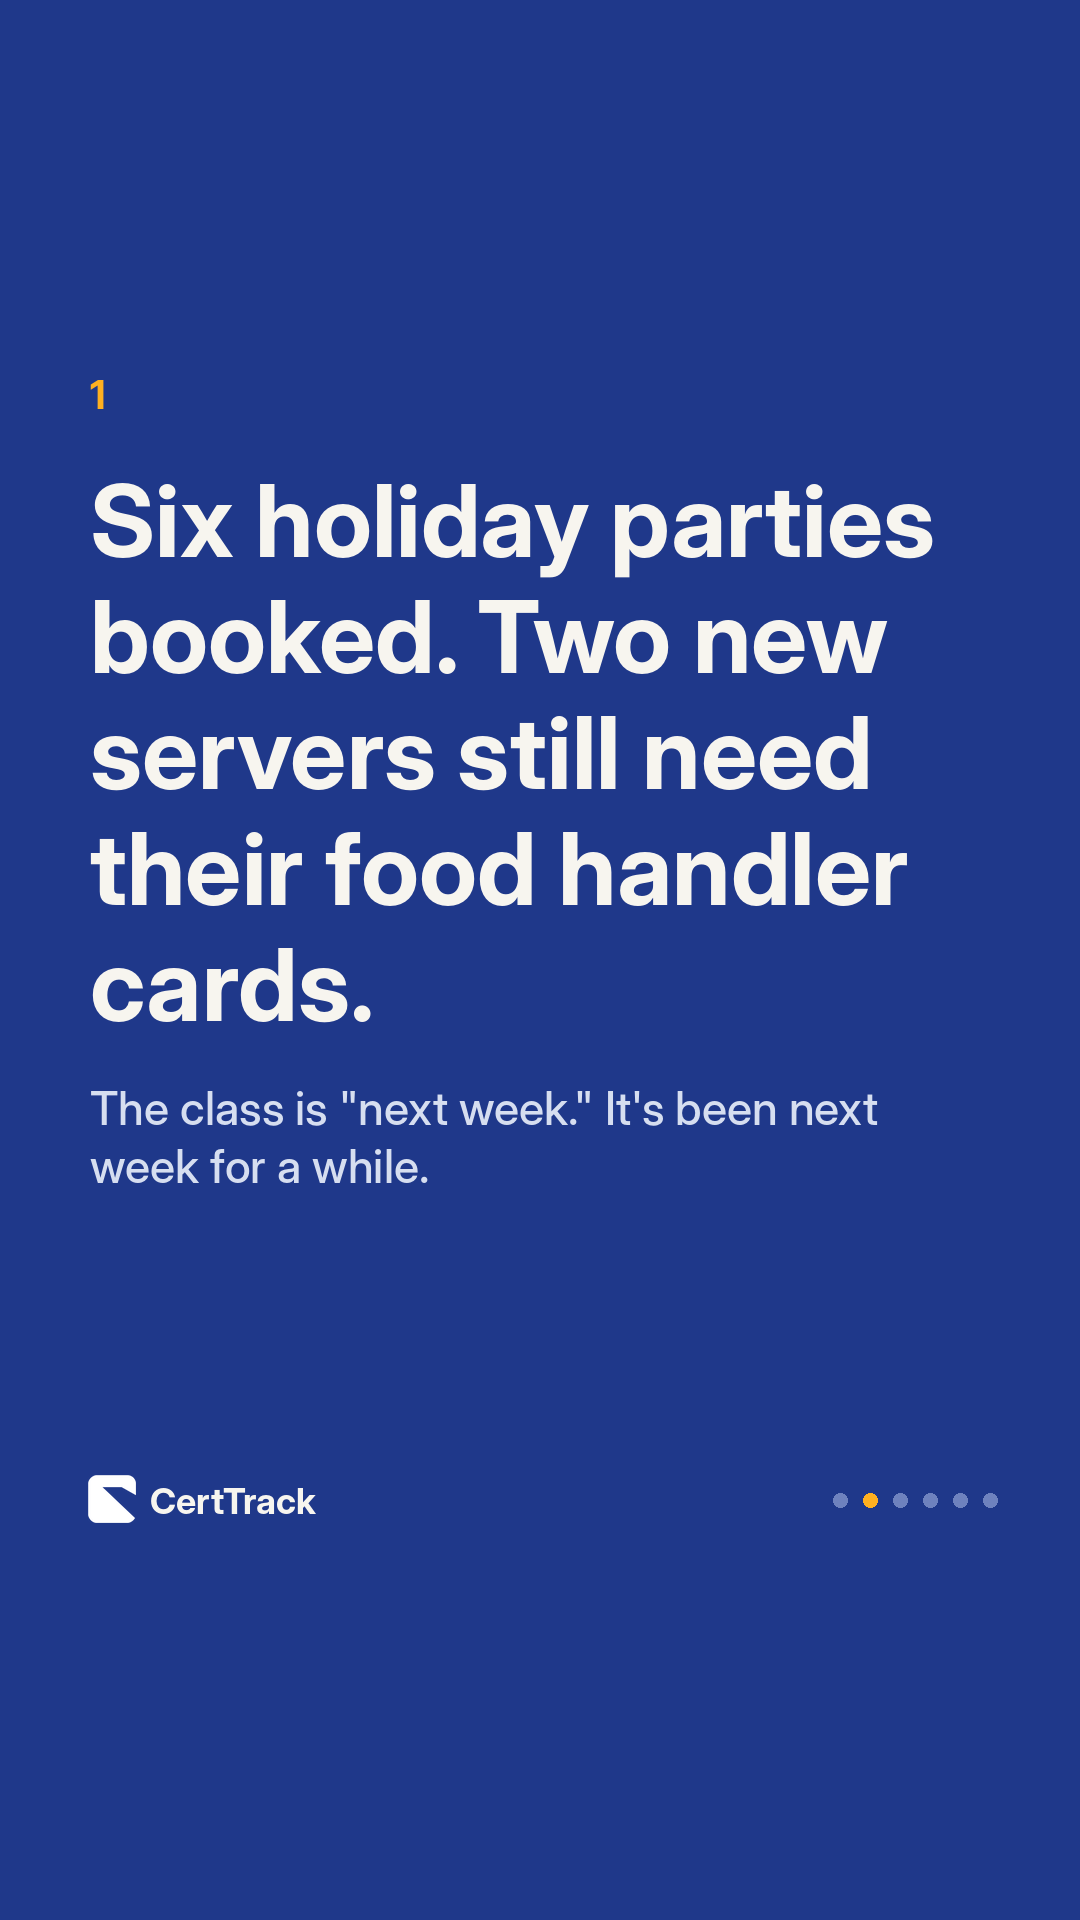 1
Six holiday parties
booked. Two new
servers still need
their food handler
cards.
The class is "next week." It's been next
week for a while.
CertTrack